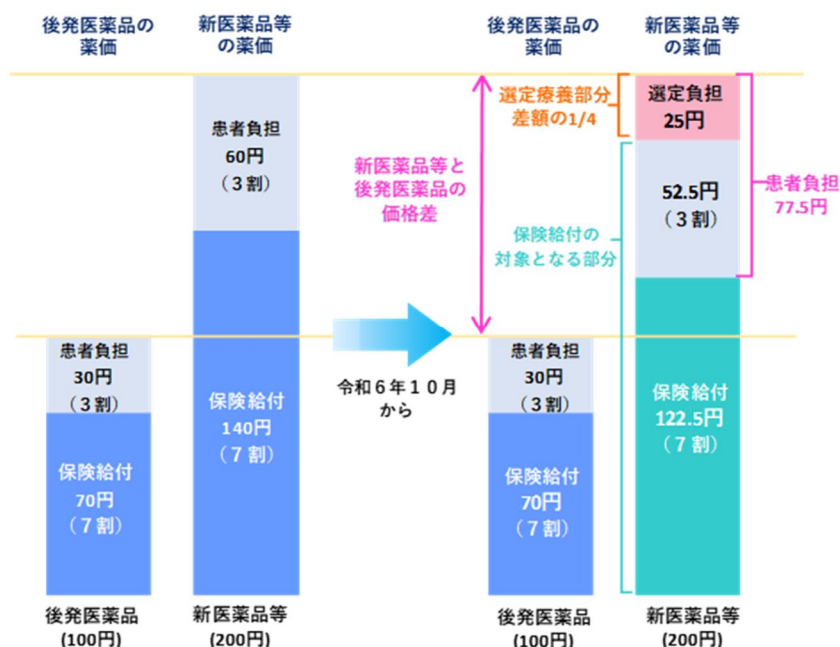 後発医薬品の
薬価
新医薬品等
の薬価
患者負担
60円
（３割）
患者負担
30円
（３割）
保険給付
70円
（７割）
保険給付
140円
（７割）
後発医薬品
(100円)
新医薬品等
(200円)
令和６年１０月
から
後発医薬品の
薬価
新医薬品等
の薬価
新医薬品等と
後発医薬品の
価格差
選定療養部分
差額の1/4
保険給付の
対象となる部分
選定負担
25円
52.5円
（３割）
患者負担
77.5円
患者負担
30円
（３割）
保険給付
70円
（７割）
保険給付
122.5円
（７割）
後発医薬品
(100円)
新医薬品等
(200円)